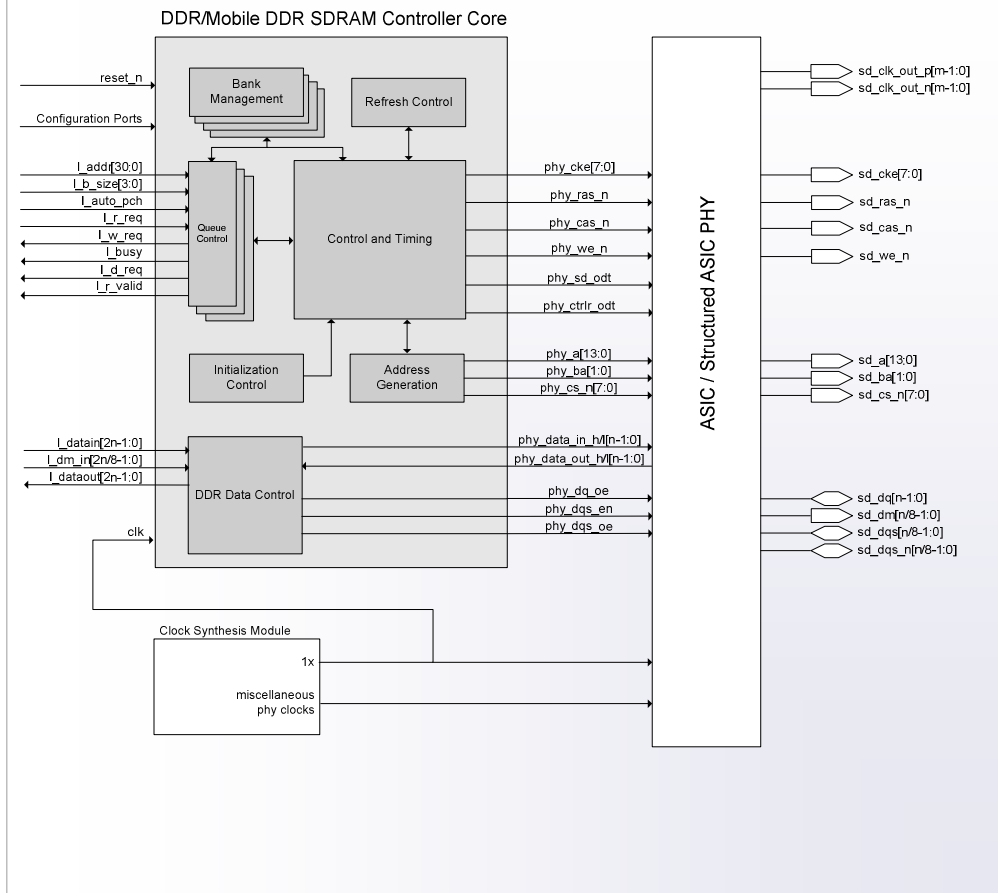 DDR/Mobile DDR SDRAM Controller Core
reset_n
Configuration Ports
l_addr[30:0]
l_b_size[3:0]
l_auto_pch
l_r_req
l_w_req
l_busy
l_d_req
l_r_valid
Bank
Management
Refresh Control
Queue
Control
Control and Timing
Initialization
Control
Address
Generation
l_datain[2n-1:0]
l_dm_in[2n/8-1:0]
l_dataout[2n-1:0]
DDR Data Control
clk
phy_cke[7:0]
phy_ras_n
phy_cas_n
phy_we_n
phy_sd_odt
phy_ctrlr_odt
phy_a[13:0]
phy_ba[1:0]
phy_cs_n[7:0]
phy_data_in_h/l[n-1:0]
phy_data_out_h/l[n-1:0]
phy_dq_oe
phy_dqs_en
phy_dqs_oe
ASIC / Structured ASIC PHY
sd_clk_out_p[m-1:0]
sd_clk_out_n[m-1:0]
sd_cke[7:0]
sd_ras_n
sd_cas_n
sd_we_n
sd_a[13:0]
sd_ba[1:0]
sd_cs_n[7:0]
sd_dq[n-1:0]
sd_dm[n/8-1:0]
sd_dqs[n/8-1:0]
sd_dqs_n[n/8-1:0]
Clock Synthesis Module
1x
miscellaneous
phy clocks